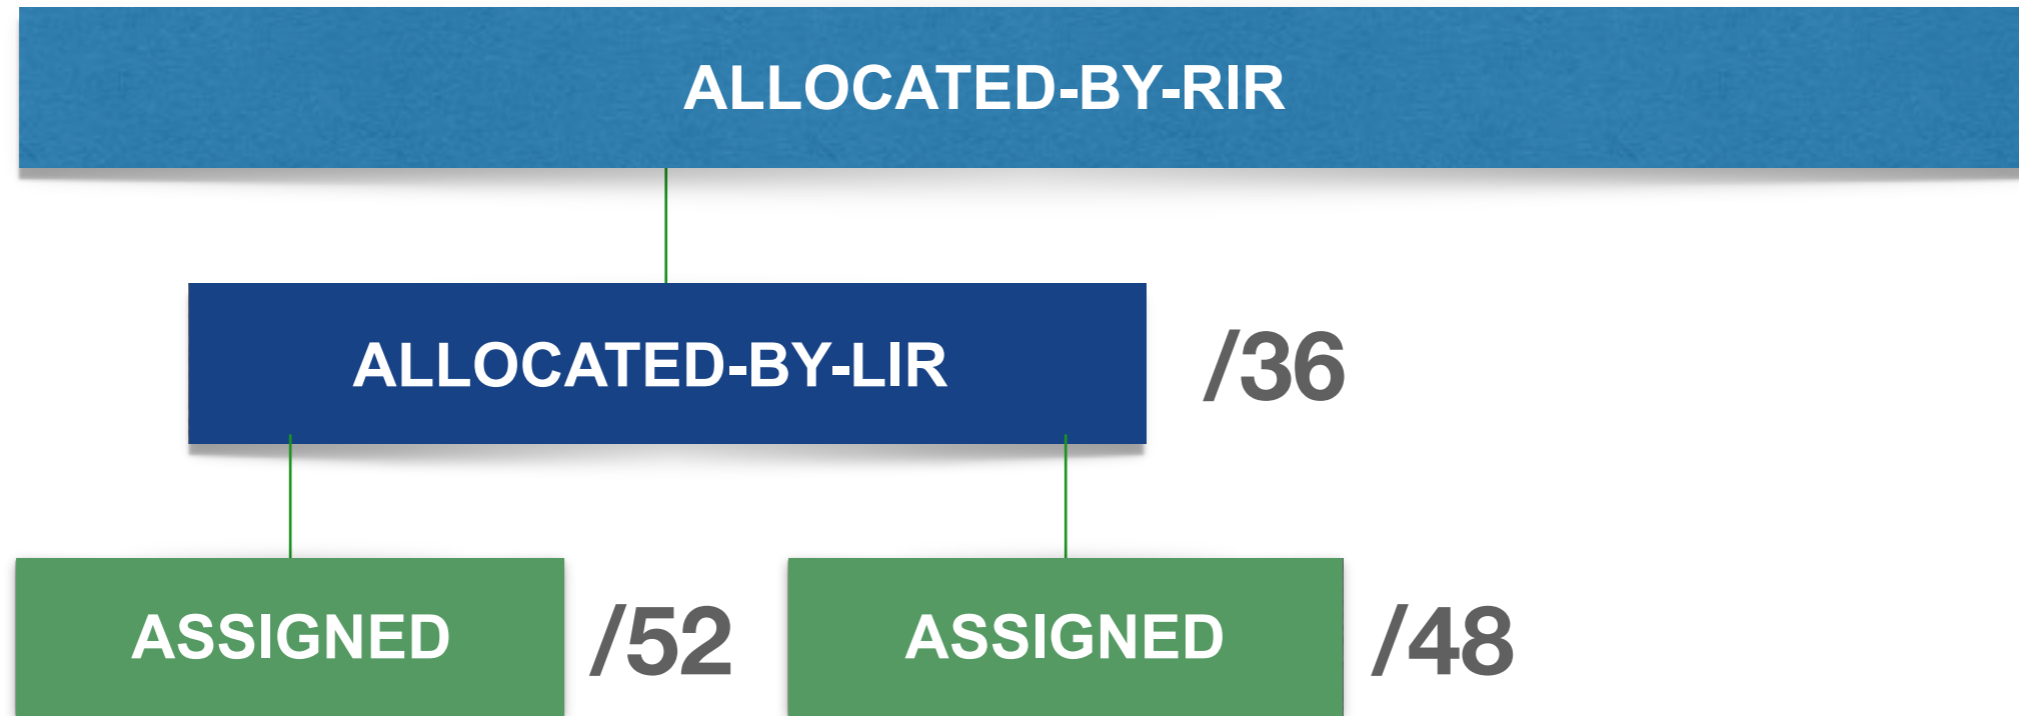 ALLOCATED-BY-RIR
ALLOCATED-BY-LIR
/36
ASSIGNED
/52
ASSIGNED
/48